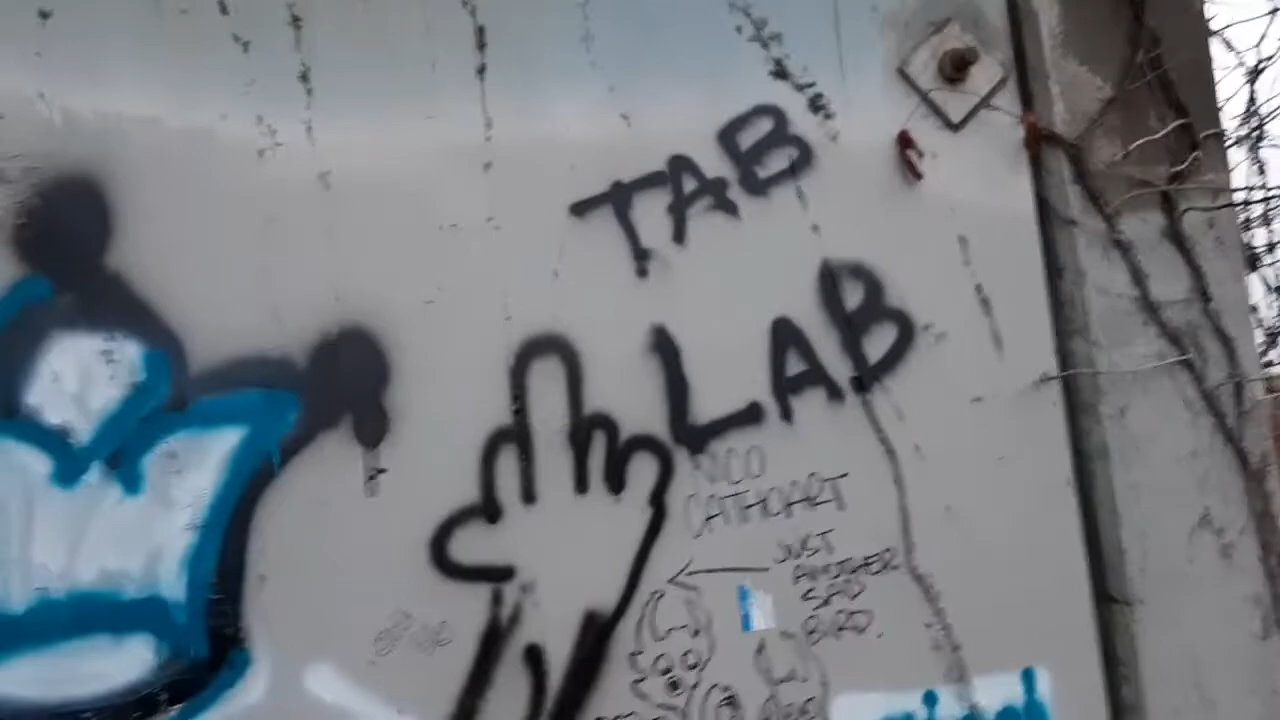 TAB
LAB
NICO
CATHCART
JUST
ANOTHER
SAD
BIRD.